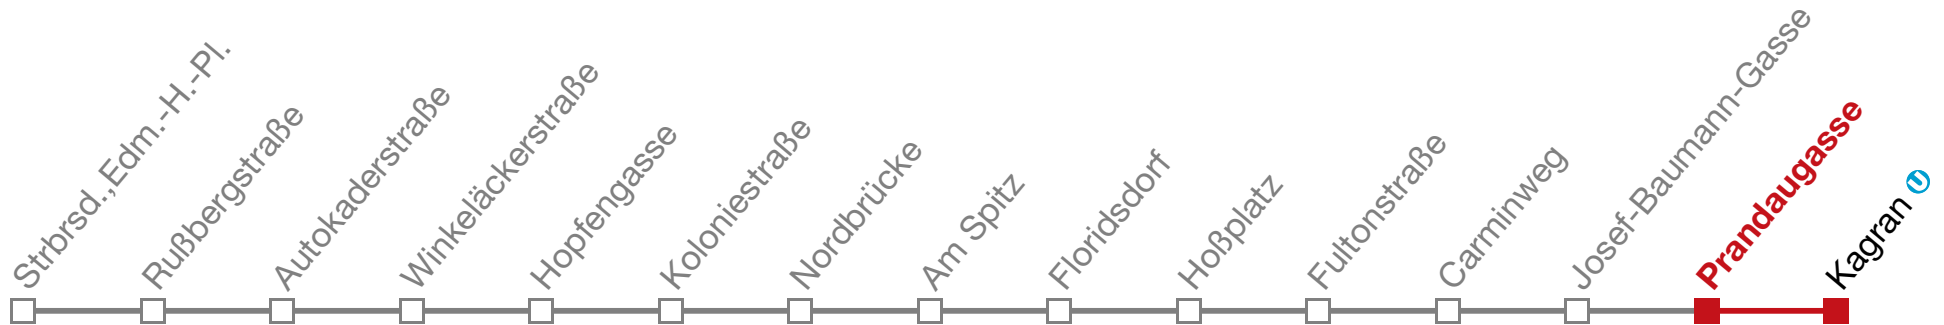 Strbrsd.,Edm.-H.-Pl.
Rußbergstraße
Autokaderstraße
Winkeläckerstraße
Hopfengasse
Koloniestraße
Nordbrücke
Am Spitz
Floridsdorf
Hoßplatz
Fultonstraße
Carminweg
Josef-Baumann-Gasse
Prandaugasse
Kagran U